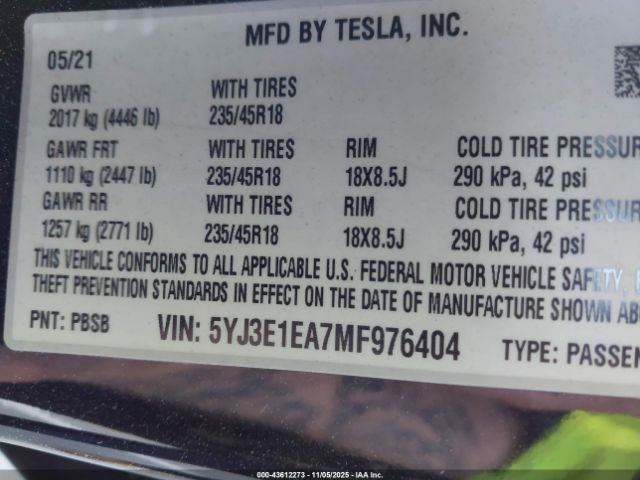 MFD BY TESLA, INC.
05/21
GVWR WITH TIRES
2017 kg (4446 lb) 235/45R18
GAWR FRT WITH TIRES RIM COLD TIRE PRESSUR
1110 kg (2447 lb) 235/45R18 18X8.5J 290 kPa, 42 psi
GAWR RR WITH TIRES RIM COLD TIRE PRESSUR
1257 kg (2771 lb) 235/45R18 18X8.5J 290 kPa, 42 psi
THIS VEHICLE CONFORMS TO ALL APPLICABLE U.S. FEDERAL MOTOR VEHICLE SAFETY,
THEFT PREVENTION STANDARDS IN EFFECT ON THE DATE OF MANUFACTURE SHOWN AB
PNT: PBSB VIN: 5YJ3E1EA7MF976404 TYPE: PASSEN
000-43612273 - 11/05/2025 - IAA Inc.